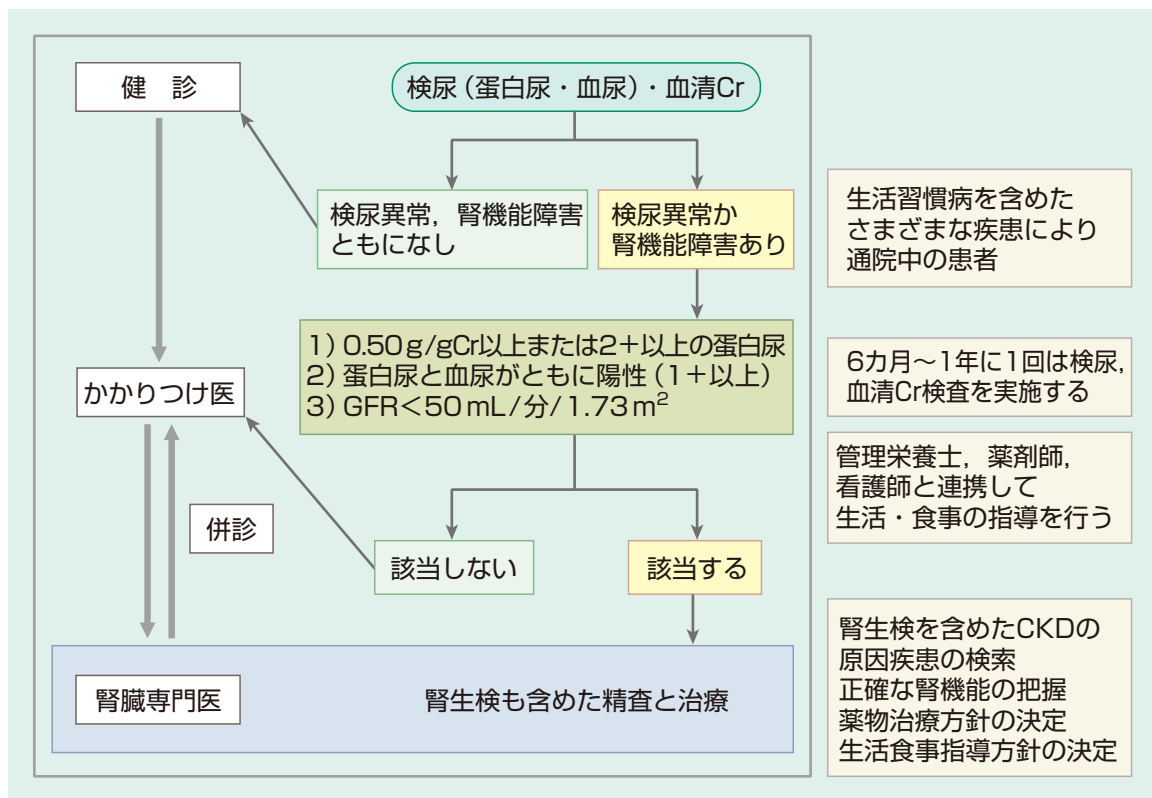 健　診
検尿（蛋白尿・血尿）・血清Cr
検尿異常，腎機能障害
ともになし
検尿異常か
腎機能障害あり
生活習慣病を含めた
さまざまな疾患により
通院中の患者
1）0.50g/gCr以上または2＋以上の蛋白尿
2）蛋白尿と血尿がともに陽性（1＋以上）
3）GFR＜50mL/分/1.73m²
かかりつけ医
6カ月～1年に1回は検尿，
血清Cr検査を実施する
管理栄養士，薬剤師，
看護師と連携して
生活・食事の指導を行う
併診
該当しない
該当する
腎臓専門医
腎生検も含めた精査と治療
腎生検を含めたCKDの
原因疾患の検索
正確な腎機能の把握
薬物治療方針の決定
生活食事指導方針の決定